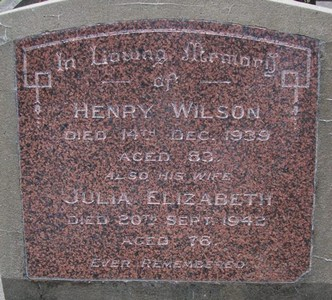 In Loving Memory
of
HENRY WILSON
DIED 14TH DEC. 1939
AGED 83
ALSO HIS WIFE
JULIA ELIZABETH
DIED 20TH SEPT. 1942
AGED 76
EVER REMEMBERED